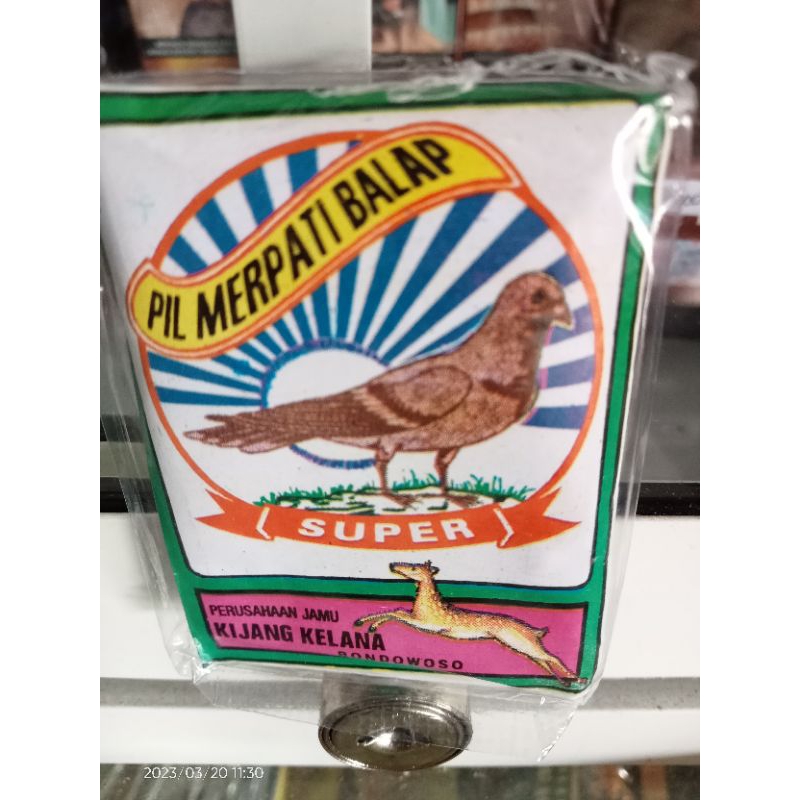 PIL MERPATI BALAP
SUPER
PERUSAHAAN JAMU
KIJANG KELANA
BONDOWOSO
2023/03/20 11:30